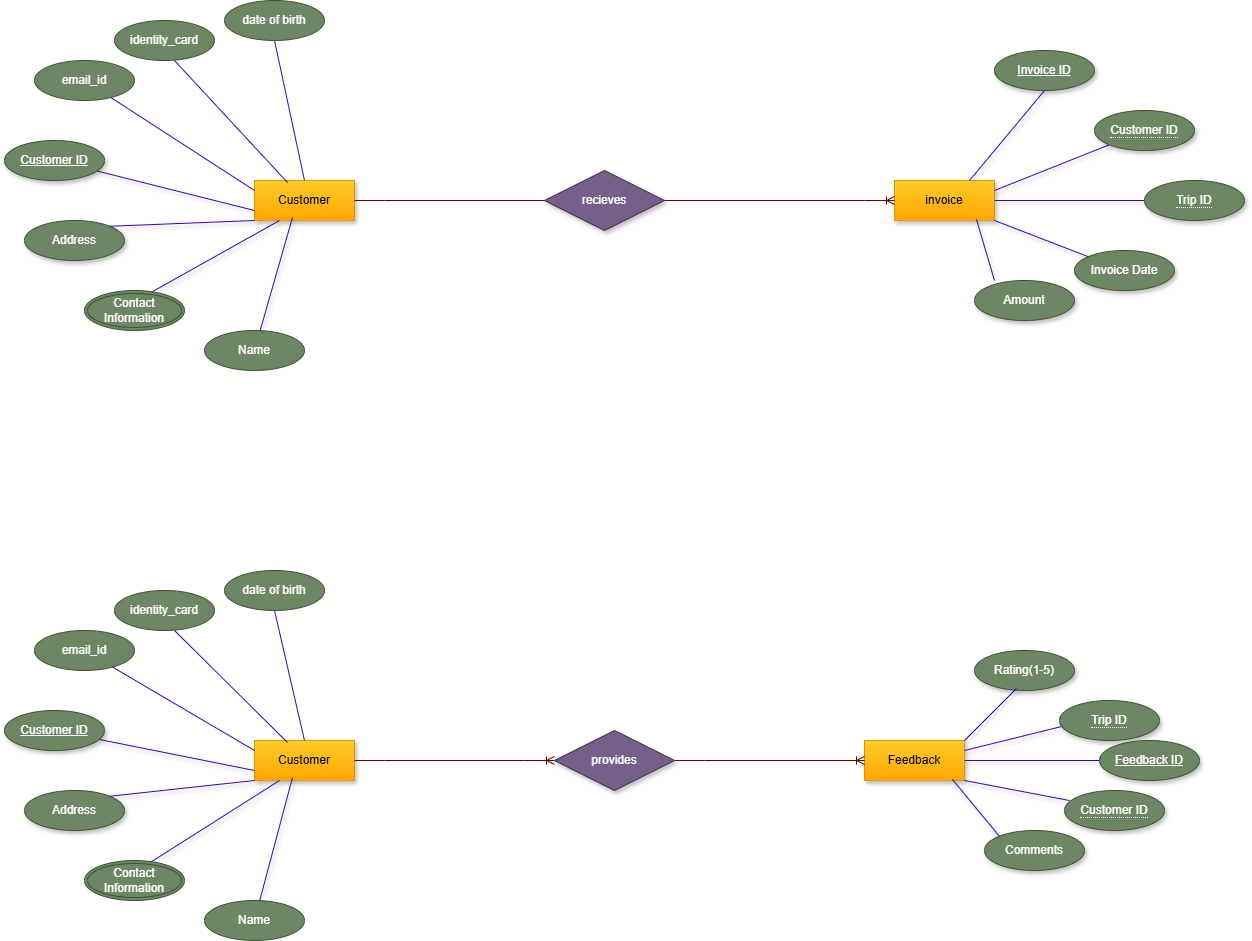 date of birth
identity_card
email_id
Customer ID
Address
Contact
Information
Name
Customer
recieves
invoice
Invoice ID
Customer ID
Trip ID
Invoice Date
Amount
date of birth
identity_card
email_id
Customer ID
Address
Contact
Information
Name
Customer
provides
Feedback
Rating(1-5)
Trip ID
Feedback ID
Customer ID
Comments